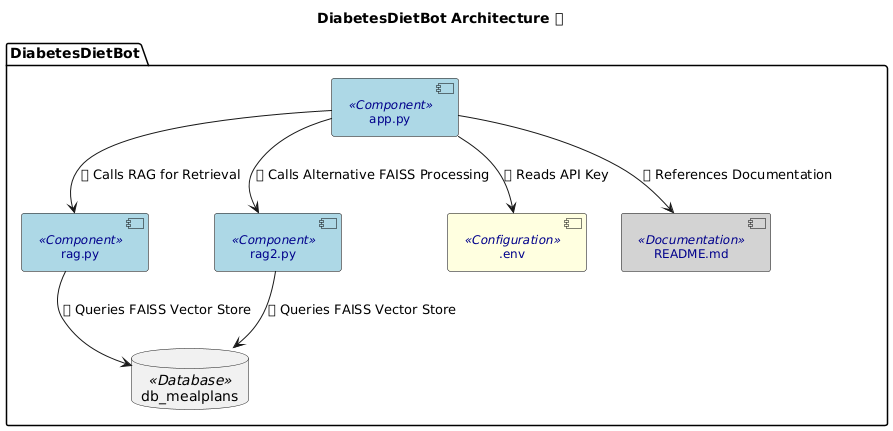 DiabetesDietBot Architecture
DiabetesDietBot
«Component»
app.py
Calls RAG for Retrieval
Calls Alternative FAISS Processing
Reads API Key
References Documentation
«Component»
rag.py
«Component»
rag2.py
«Configuration»
.env
«Documentation»
README.md
Queries FAISS Vector Store
Queries FAISS Vector Store
«Database»
db_mealplans